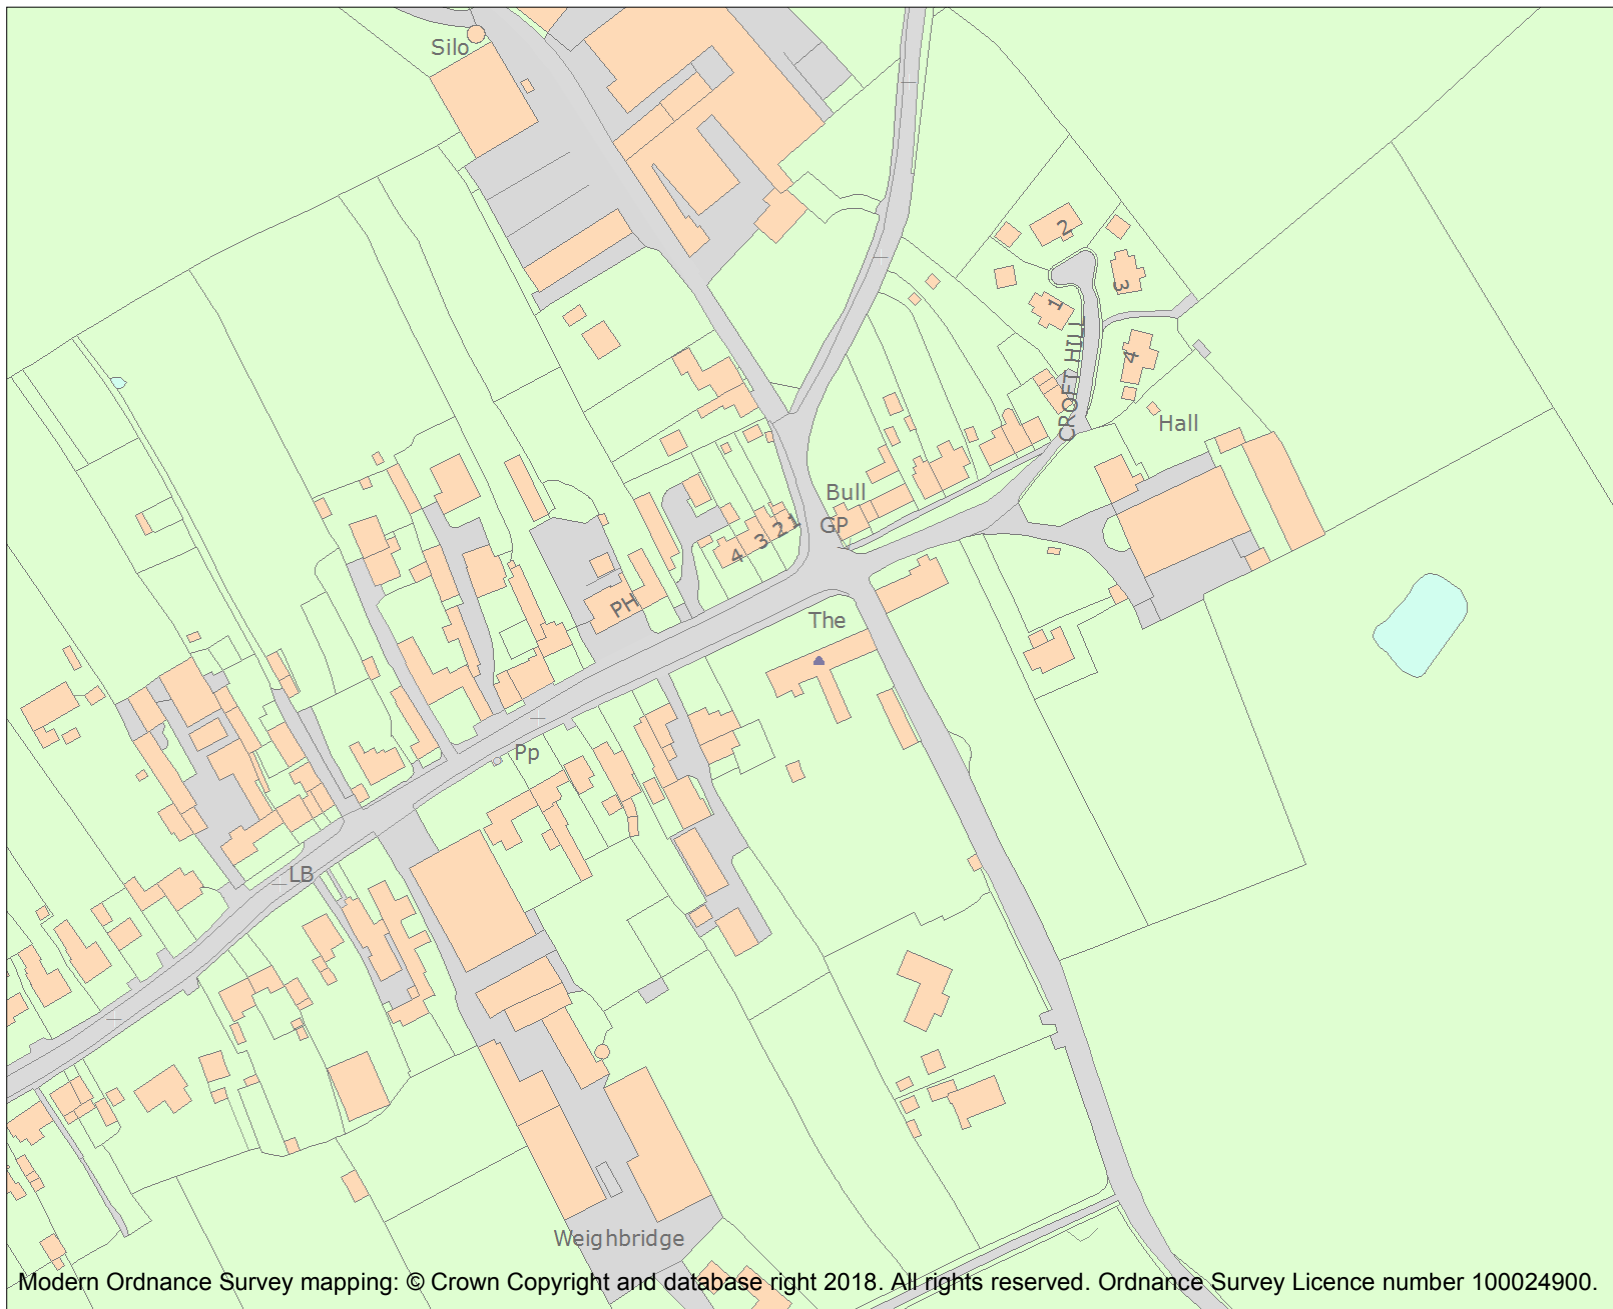 Silo
2
3
1
CROFT HILL
4
Hall
Bull
GP
1
2
3
4
PH
The
Pp
LB
Weighbridge
Modern Ordnance Survey mapping: © Crown Copyright and database right 2018. All rights reserved. Ordnance Survey Licence number 100024900.